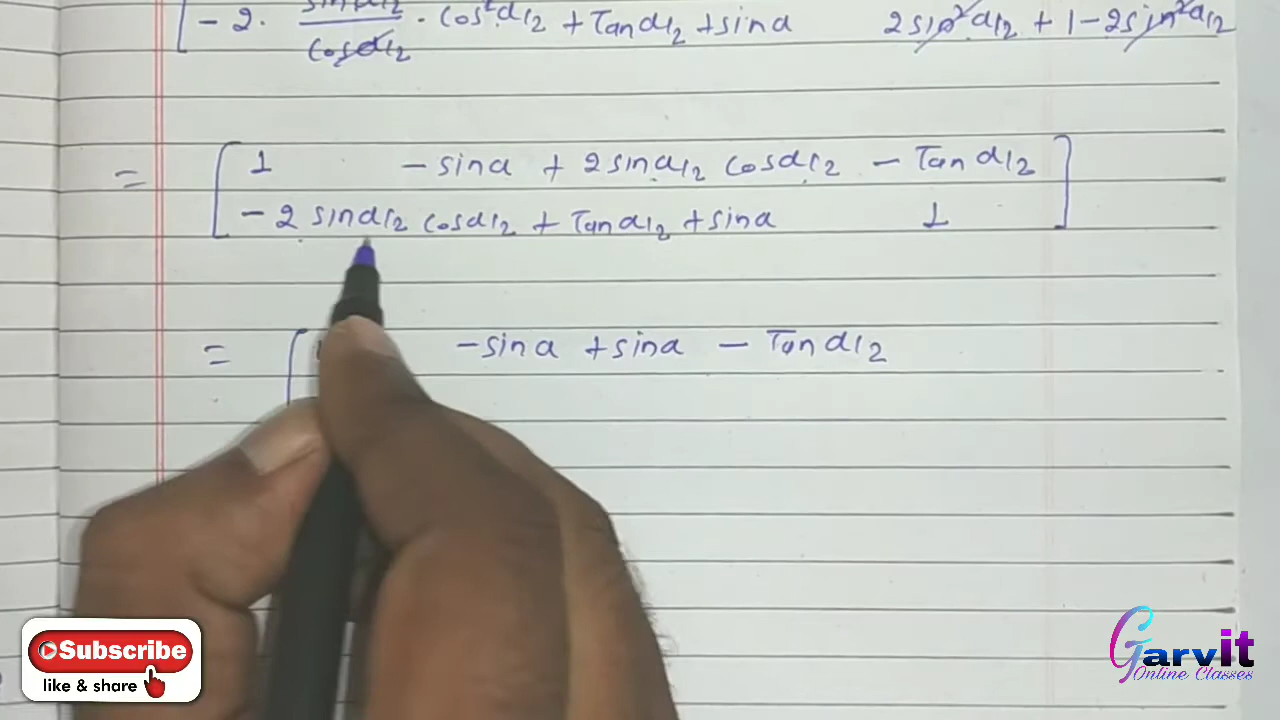 - 2. sinα/2 / cosα/2 . cos²α/2 + Tanα/2 + sinα 2sin²α/2 + 1 - 2sin²α/2
= [ 1 - sinα + 2sinα/2 cosα/2 - Tanα/2 ]
- 2 sinα/2 cosα/2 + Tanα/2 + sinα 1
= [ - sinα + sinα - Tanα/2
Subscribe
like & share
Garvit
Online Classes